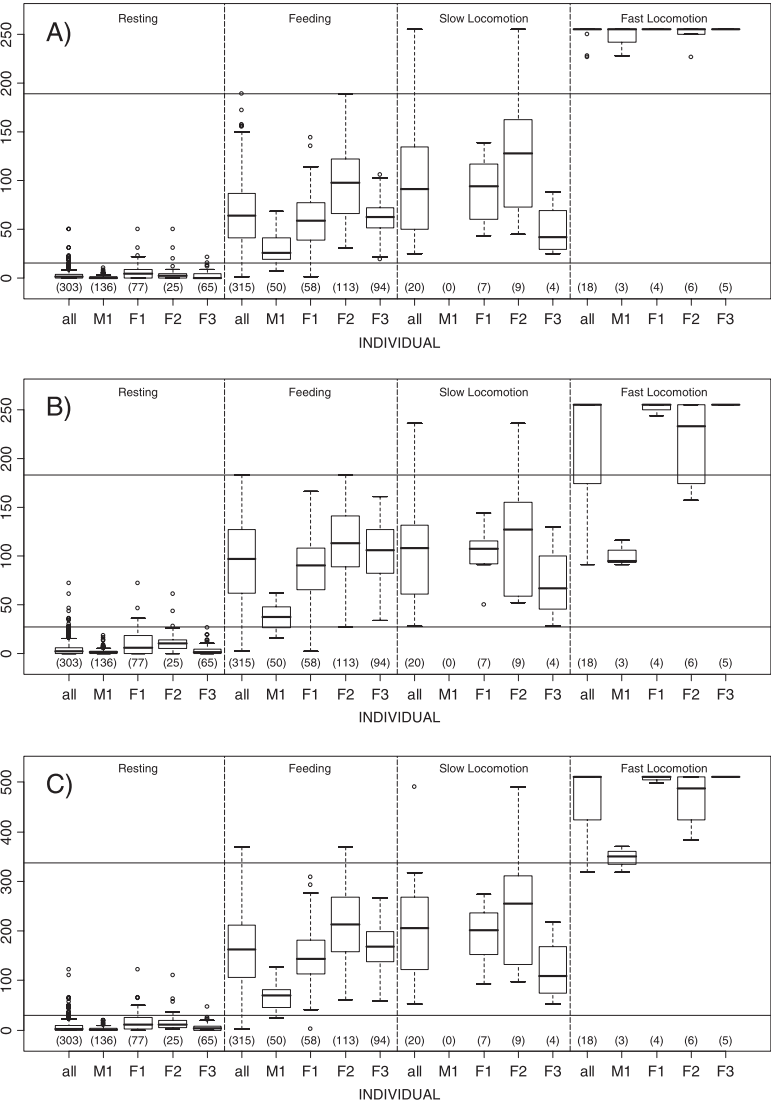 A)
Resting Feeding Slow Locomotion Fast Locomotion
250
200
150
100
50
0
(303) (136) (77) (25) (65) (315) (50) (58) (113) (94) (20) (0) (7) (9) (4) (18) (3) (4) (6) (5)
all M1 F1 F2 F3 all M1 F1 F2 F3 all M1 F1 F2 F3 all M1 F1 F2 F3
INDIVIDUAL
B)
Resting Feeding Slow Locomotion Fast Locomotion
250
200
150
100
50
0
(303) (136) (77) (25) (65) (315) (50) (58) (113) (94) (20) (0) (7) (9) (4) (18) (3) (4) (6) (5)
all M1 F1 F2 F3 all M1 F1 F2 F3 all M1 F1 F2 F3 all M1 F1 F2 F3
INDIVIDUAL
C)
Resting Feeding Slow Locomotion Fast Locomotion
500
400
300
200
100
0
(303) (136) (77) (25) (65) (315) (50) (58) (113) (94) (20) (0) (7) (9) (4) (18) (3) (4) (6) (5)
all M1 F1 F2 F3 all M1 F1 F2 F3 all M1 F1 F2 F3 all M1 F1 F2 F3
INDIVIDUAL